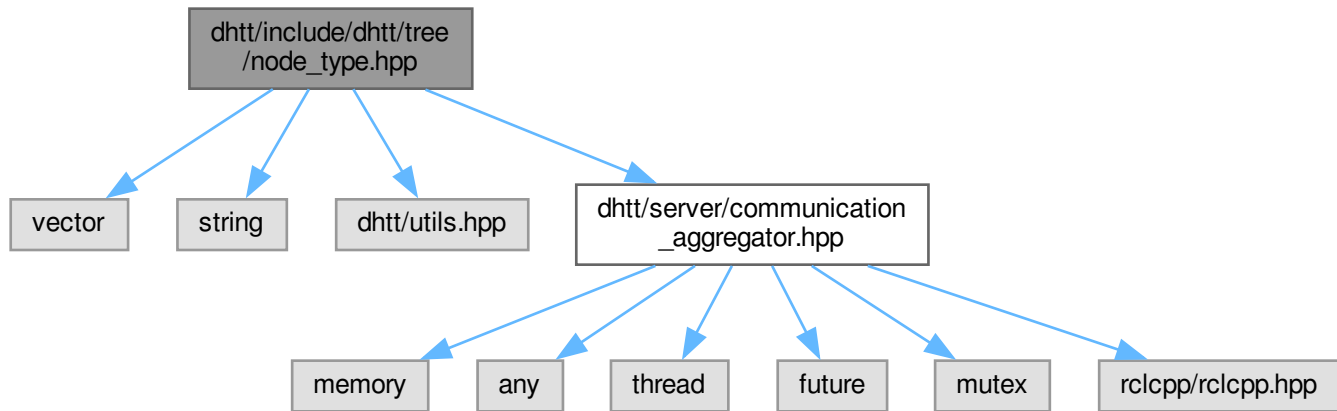 dhtt/include/dhtt/tree
/node_type.hpp
vector
string
dhtt/utils.hpp
dhtt/server/communication
_aggregator.hpp
memory
any
thread
future
mutex
rclcpp/rclcpp.hpp